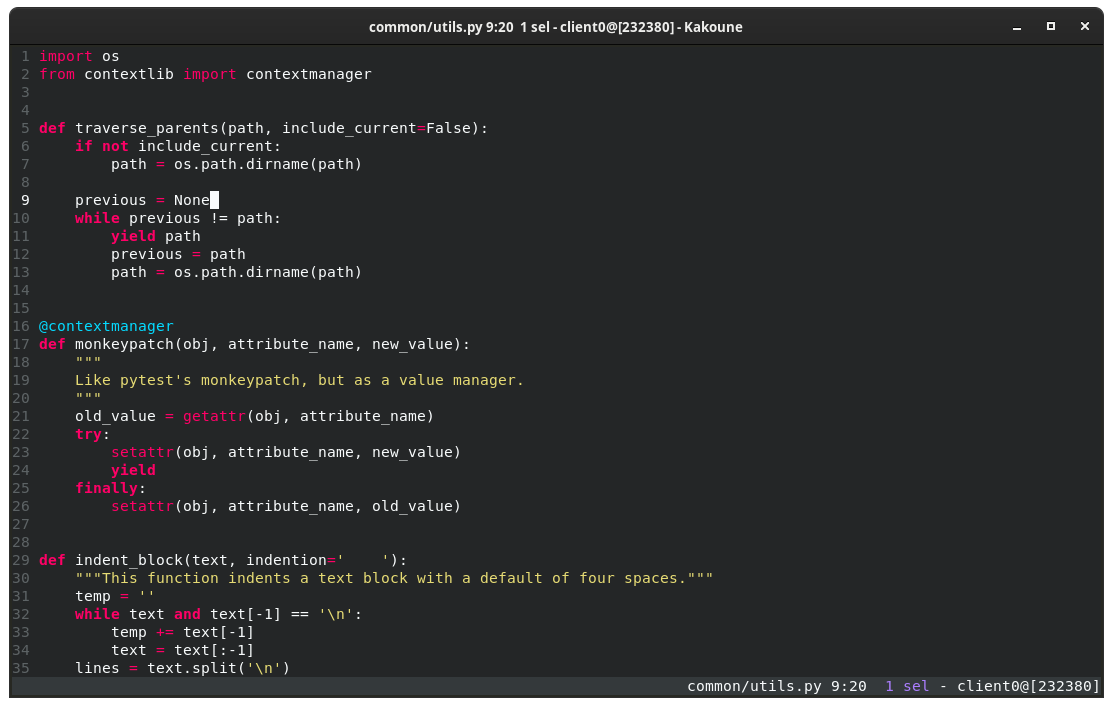 common/utils.py 9:20  1 sel - client0@[232380] - Kakoune
 1 import os
 2 from contextlib import contextmanager
 3
 4
 5 def traverse_parents(path, include_current=False):
 6     if not include_current:
 7         path = os.path.dirname(path)
 8
 9     previous = None
10     while previous != path:
11         yield path
12         previous = path
13         path = os.path.dirname(path)
14
15
16 @contextmanager
17 def monkeypatch(obj, attribute_name, new_value):
18     """
19     Like pytest's monkeypatch, but as a value manager.
20     """
21     old_value = getattr(obj, attribute_name)
22     try:
23         setattr(obj, attribute_name, new_value)
24         yield
25     finally:
26         setattr(obj, attribute_name, old_value)
27
28
29 def indent_block(text, indention='    '):
30     """This function indents a text block with a default of four spaces."""
31     temp = ''
32     while text and text[-1] == '\n':
33         temp += text[-1]
34         text = text[:-1]
35     lines = text.split('\n')
common/utils.py 9:20  1 sel - client0@[232380]